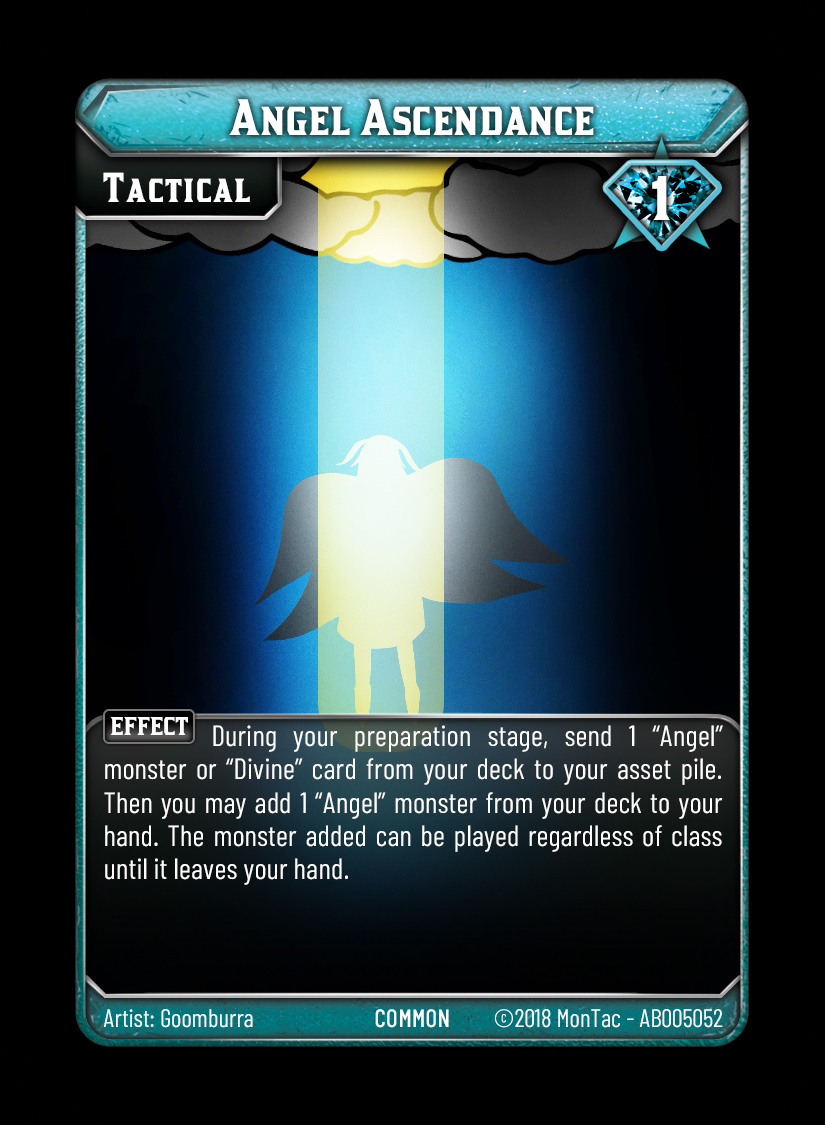 Angel Ascendance
Tactical
1
EFFECT During your preparation stage, send 1 “Angel”
monster or “Divine” card from your deck to your asset pile.
Then you may add 1 “Angel” monster from your deck to your
hand. The monster added can be played regardless of class
until it leaves your hand.
Artist: Goomburra COMMON ©2018 MonTac - AB005052